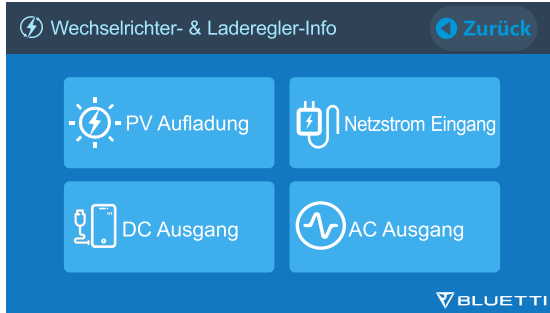 Wechselrichter- & Laderegler-Info
Zurück
PV Aufladung
Netzstrom Eingang
DC Ausgang
AC Ausgang
BLUETTI